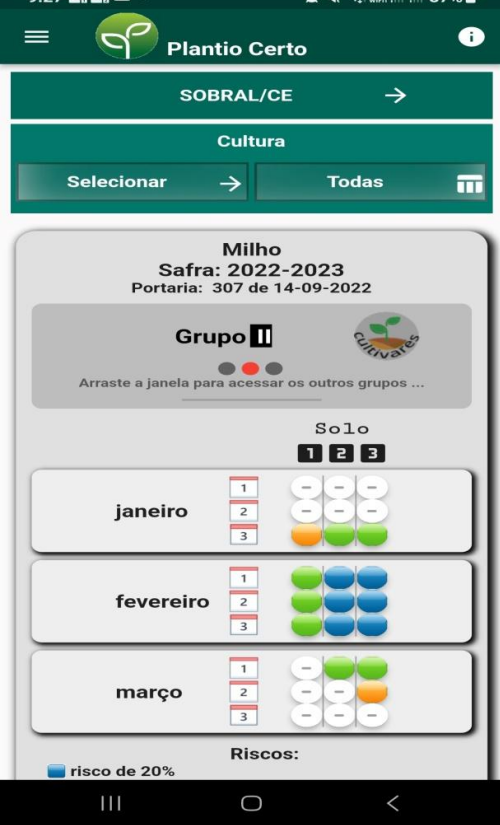 Plantio Certo
SOBRAL/CE
Cultura
Selecionar
Todas
Milho
Safra: 2022-2023
Portaria: 307 de 14-09-2022
Grupo II
cultivares
Arraste a janela para acessar os outros grupos ...
Solo
1 2 3
janeiro
1 - - -
2 - - -
3
fevereiro
1
2
3
março
1 -
2 - -
3 - - -
Riscos:
risco de 20%